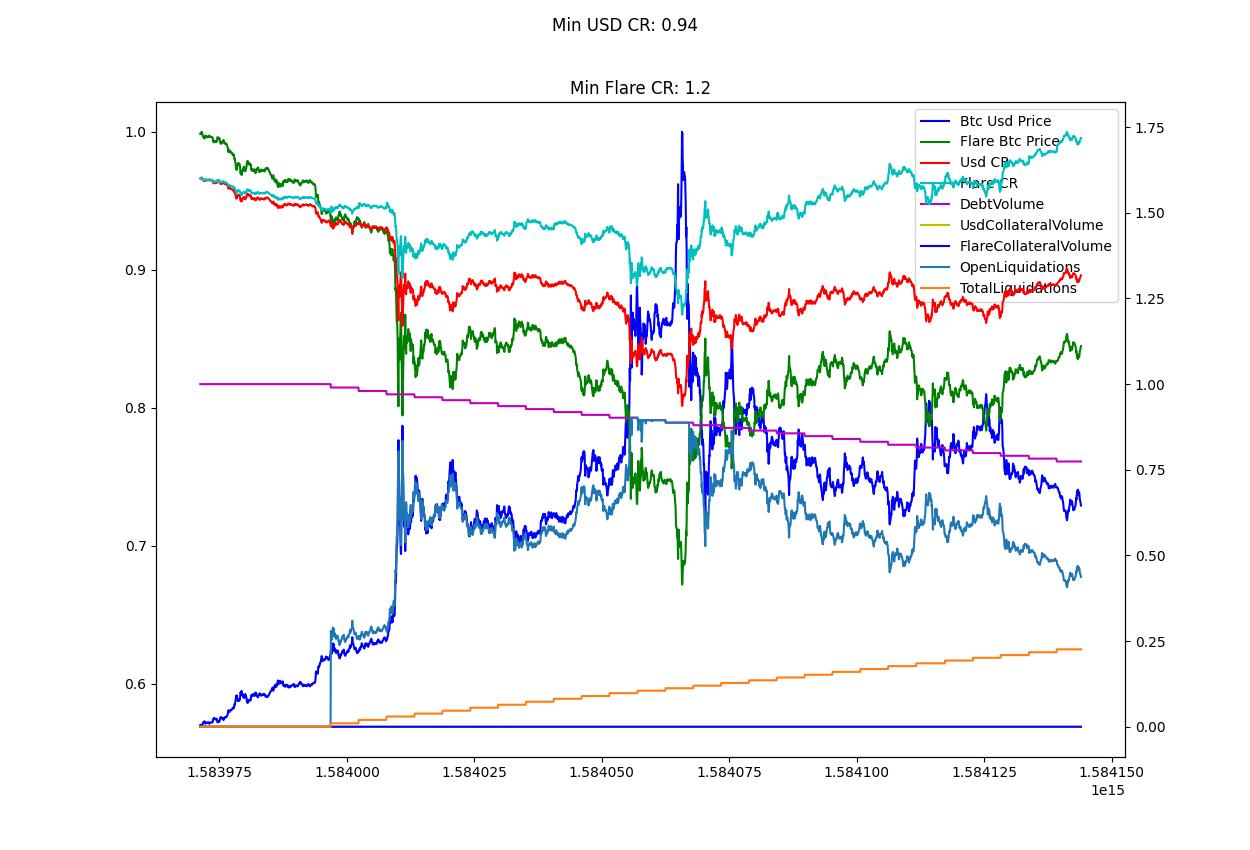 Min USD CR: 0.94
Min Flare CR: 1.2
1.0
0.9
0.8
0.7
0.6
1.75
1.50
1.25
1.00
0.75
0.50
0.25
0.00
Btc Usd Price
Flare Btc Price
Usd CR
Flare CR
DebtVolume
UsdCollateralVolume
FlareCollateralVolume
OpenLiquidations
TotalLiquidations
1.583975 1.584000 1.584025 1.584050 1.584075 1.584100 1.584125 1.584150
1e15